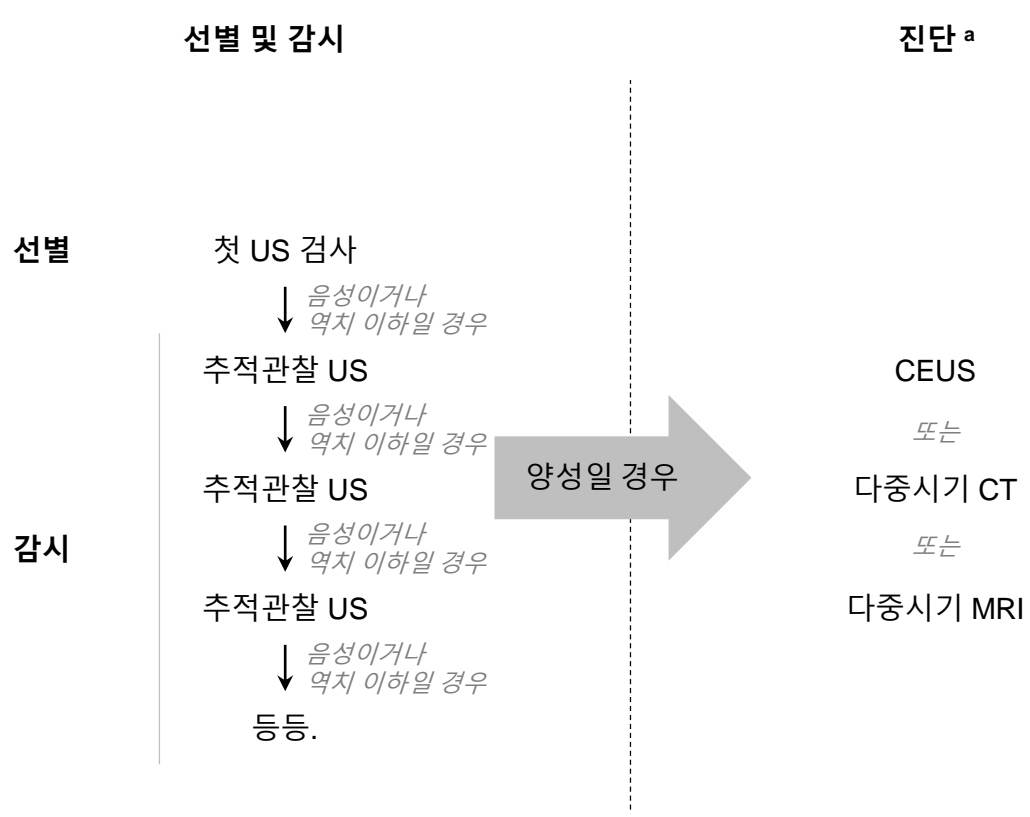 선별 및 감시
진단 a
선별
첫 US 검사
음성이거나
역치 이하일 경우
추적관찰 US
음성이거나
역치 이하일 경우
추적관찰 US
감시
음성이거나
역치 이하일 경우
추적관찰 US
음성이거나
역치 이하일 경우
등등.
양성일 경우
CEUS
또는
다중시기 CT
또는
다중시기 MRI